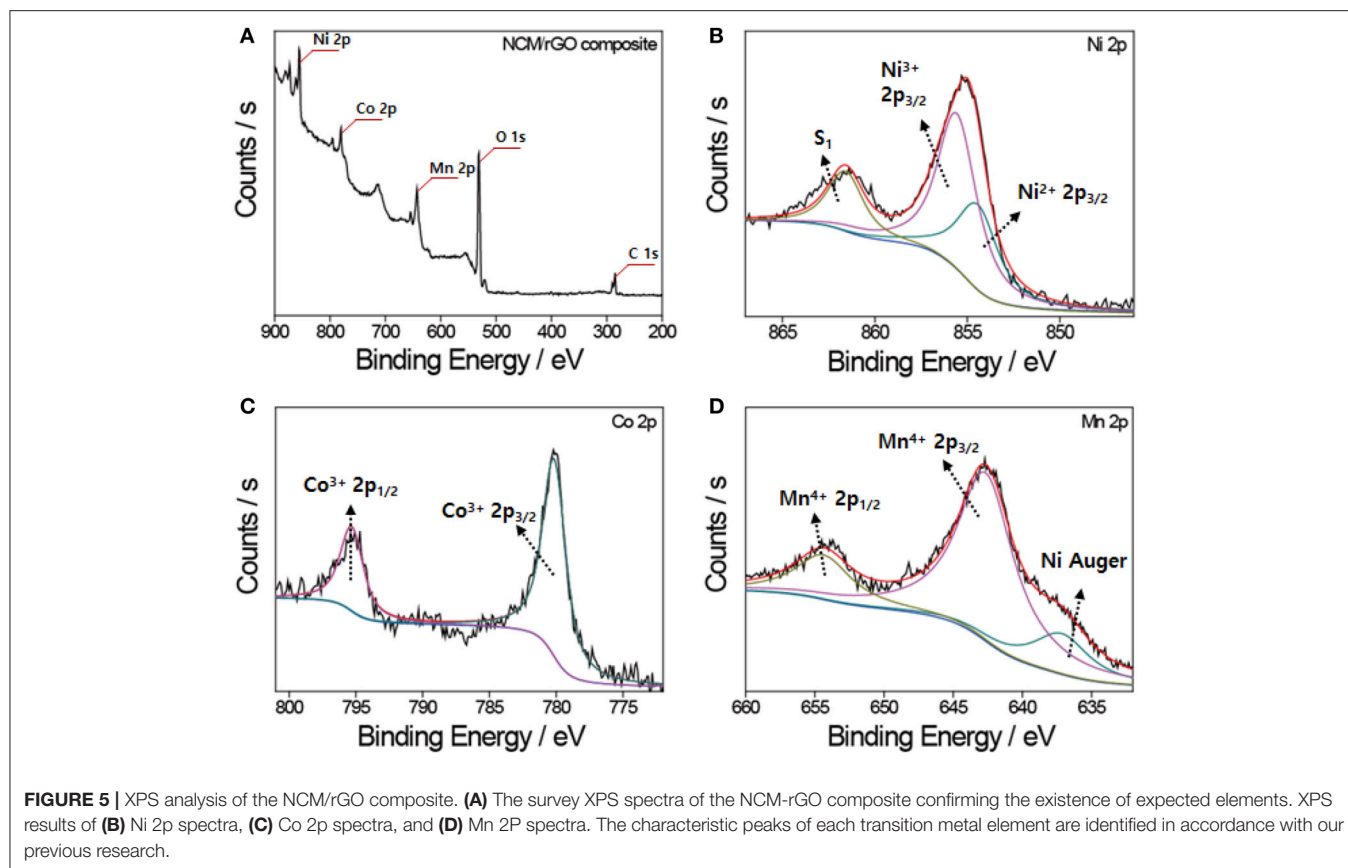 A
NCM/rGO composite
Ni 2p
Co 2p
Mn 2p
O 1s
C 1s
Counts / s
900 800 700 600 500 400 300 200
Binding Energy / eV
B
Ni 2p
Ni³⁺
2p₃/₂
S₁
Ni²⁺ 2p₃/₂
Counts / s
865 860 855 850
Binding Energy / eV
C
Co 2p
Co³⁺ 2p₁/₂
Co³⁺ 2p₃/₂
Counts / s
800 795 790 785 780 775
Binding Energy / eV
D
Mn 2p
Mn⁴⁺ 2p₃/₂
Mn⁴⁺ 2p₁/₂
Ni Auger
Counts / s
660 655 650 645 640 635
Binding Energy / eV
FIGURE 5 | XPS analysis of the NCM/rGO composite. (A) The survey XPS spectra of the NCM-rGO composite confirming the existence of expected elements. XPS
results of (B) Ni 2p spectra, (C) Co 2p spectra, and (D) Mn 2P spectra. The characteristic peaks of each transition metal element are identified in accordance with our
previous research.